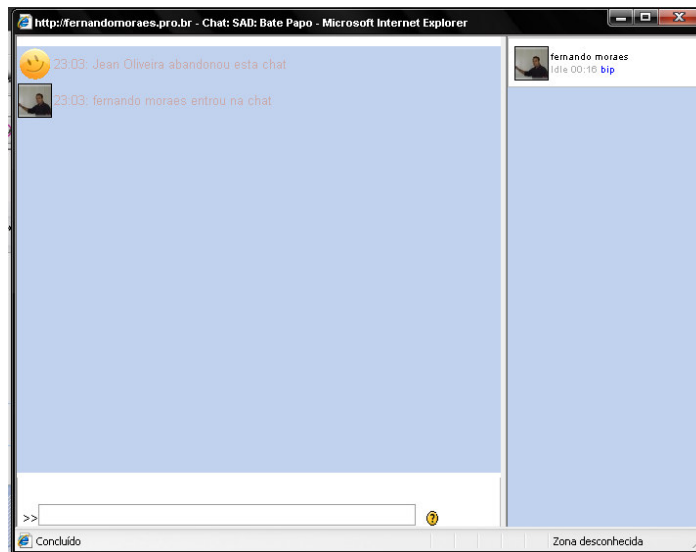 http://fernandomoraes.pro.br - Chat: SAD: Bate Papo - Microsoft Internet Explorer
23:03: Jean Oliveira abandonou esta chat
23:03: fernando moraes entrou na chat
fernando moraes
Idle 00:16 bip
>>
Concluído
Zona desconhecida